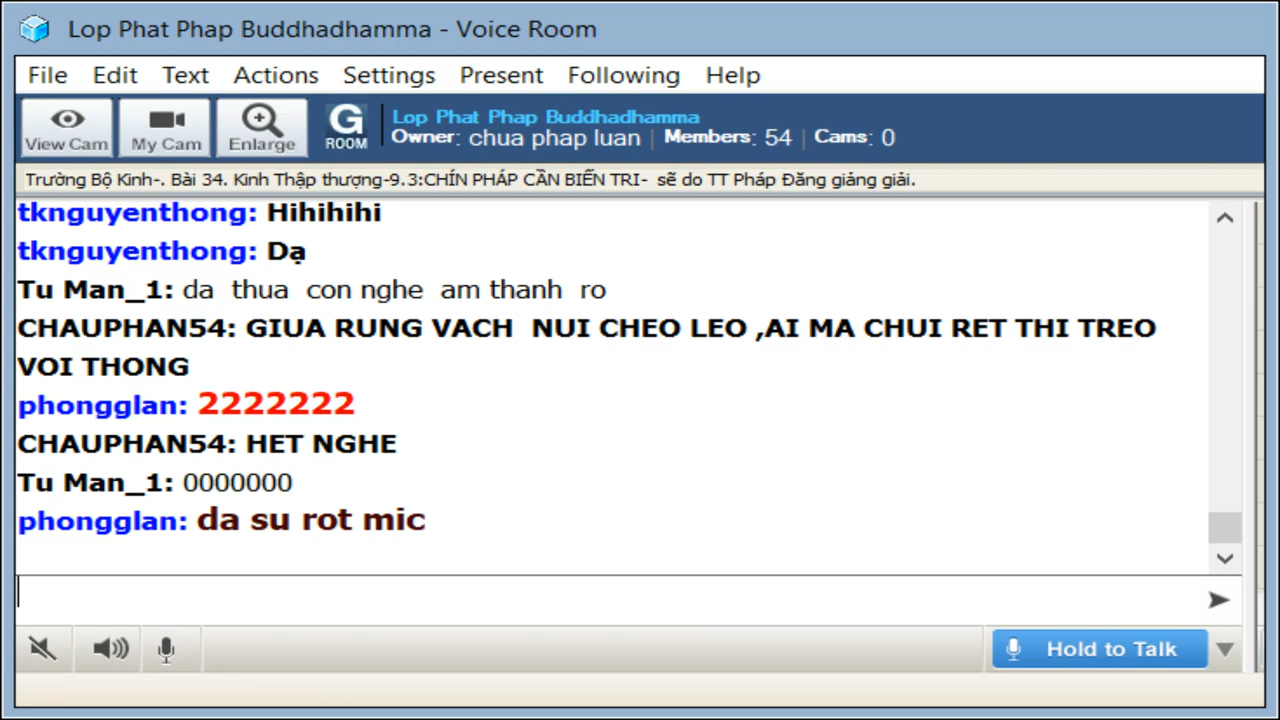 Lop Phat Phap Buddhadhamma - Voice Room
File Edit Text Actions Settings Present Following Help
View Cam My Cam Enlarge G ROOM
Lop Phat Phap Buddhadhamma
Owner: chua phap luan | Members: 54 | Cams: 0
Trường Bộ Kinh-. Bài 34. Kinh Thập thượng-9.3:CHÍN PHÁP CẦN BIẾN TRI- sẽ do TT Pháp Đăng giảng giải.
tknguyenthong: Hihihihi
tknguyenthong: Dạ
Tu Man_1: da thua con nghe am thanh ro
CHAUPHAN54: GIUA RUNG VACH NUI CHEO LEO ,AI MA CHUI RET THI TREO
VOI THONG
phongglan: 2222222
CHAUPHAN54: HET NGHE
Tu Man_1: 0000000
phongglan: da su rot mic
Hold to Talk